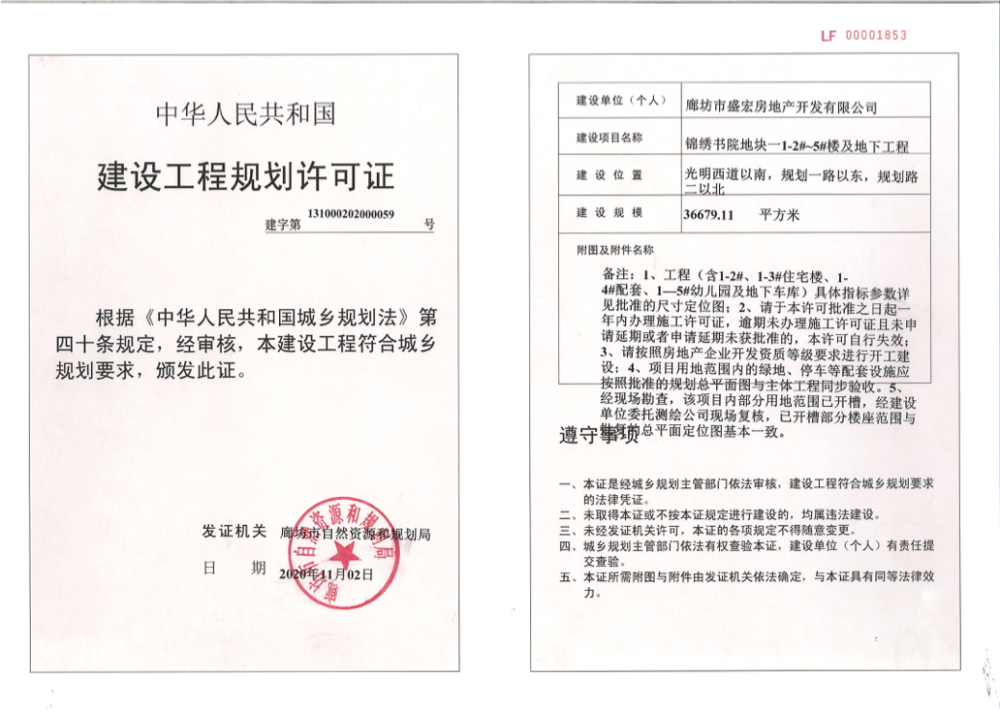 LF 00001853
中华人民共和国
建设工程规划许可证
建字第 131000202000059 号
根据《中华人民共和国城乡规划法》第
四十条规定，经审核，本建设工程符合城乡
规划要求，颁发此证。
发证机关 廊坊市自然资源和规划局
日 期 2020年11月02日
廊坊市自然资源和规划局
建设单位（个人） 廊坊市盛宏房地产开发有限公司
建设项目名称 锦绣书院地块一1-2#~5#楼及地下工程
建设位置 光明西道以南，规划一路以东，规划路
二以北
建设规模 36679.11 平方米
附图及附件名称
备注：1、工程（含1-2#、1-3#住宅楼、1-
4#配套、1—5#幼儿园及地下车库）具体指标参数详
见批准的尺寸定位图；2、请于本许可批准之日起一
年内办理施工许可证，逾期未办理施工许可证且未申
请延期或者申请延期未获批准的，本许可自行失效；
3、请按照房地产企业开发资质等级要求进行开工建
设；4、项目用地范围内的绿地、停车等配套设施应
按照批准的规划总平面图与主体工程同步验收。5、
经现场勘查，该项目内部分用地范围已开槽，经建设
单位委托测绘公司现场复核，已开槽部分楼座范围与
批复的总平面定位图基本一致。
遵守事项
一、本证是经城乡规划主管部门依法审核，建设工程符合城乡规划要求
的法律凭证。
二、未取得本证或不按本证规定进行建设的，均属违法建设。
三、未经发证机关许可，本证的各项规定不得随意变更。
四、城乡规划主管部门依法有权查验本证，建设单位（个人）有责任提
交查验。
五、本证所需附图与附件由发证机关依法确定，与本证具有同等法律效
力。